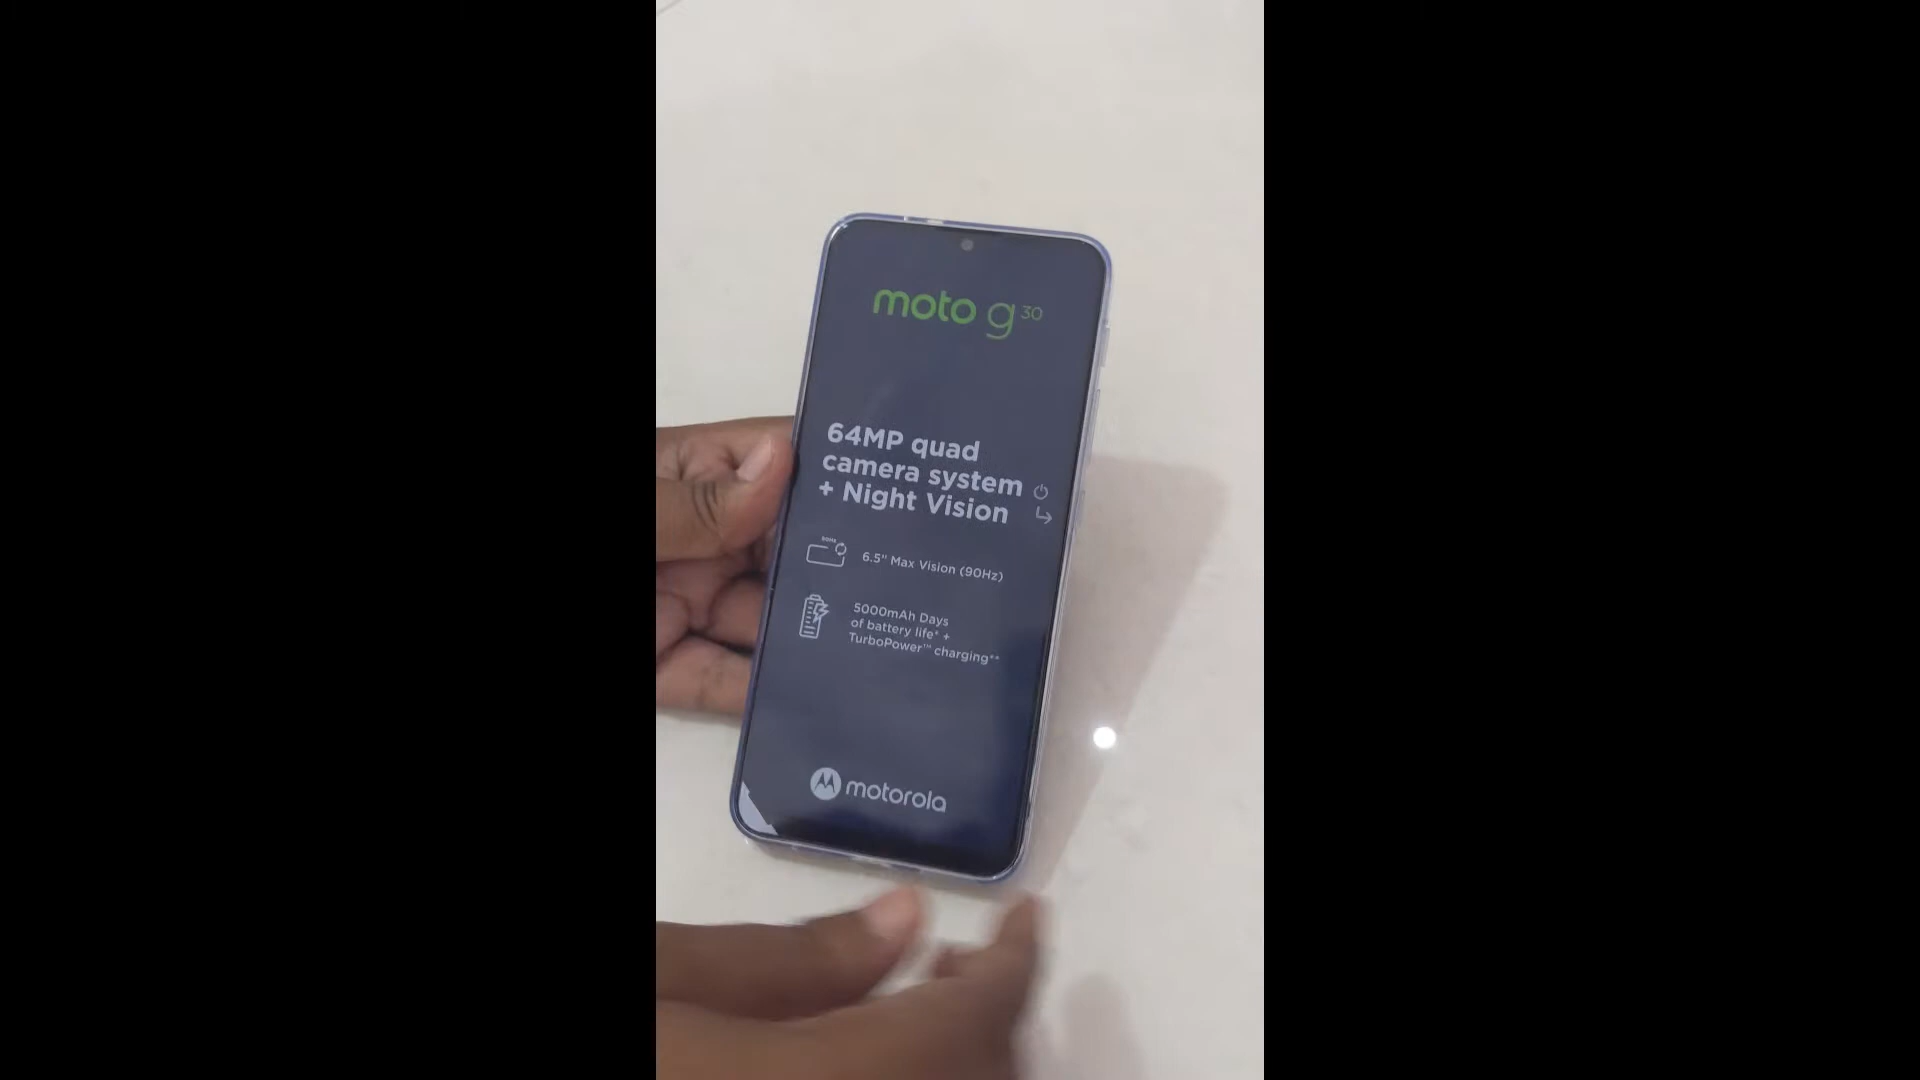 moto g30
64MP quad
camera system
+ Night Vision
6.5" Max Vision (90Hz)
5000mAh Days
of battery life* +
TurboPower™ charging**
motorola